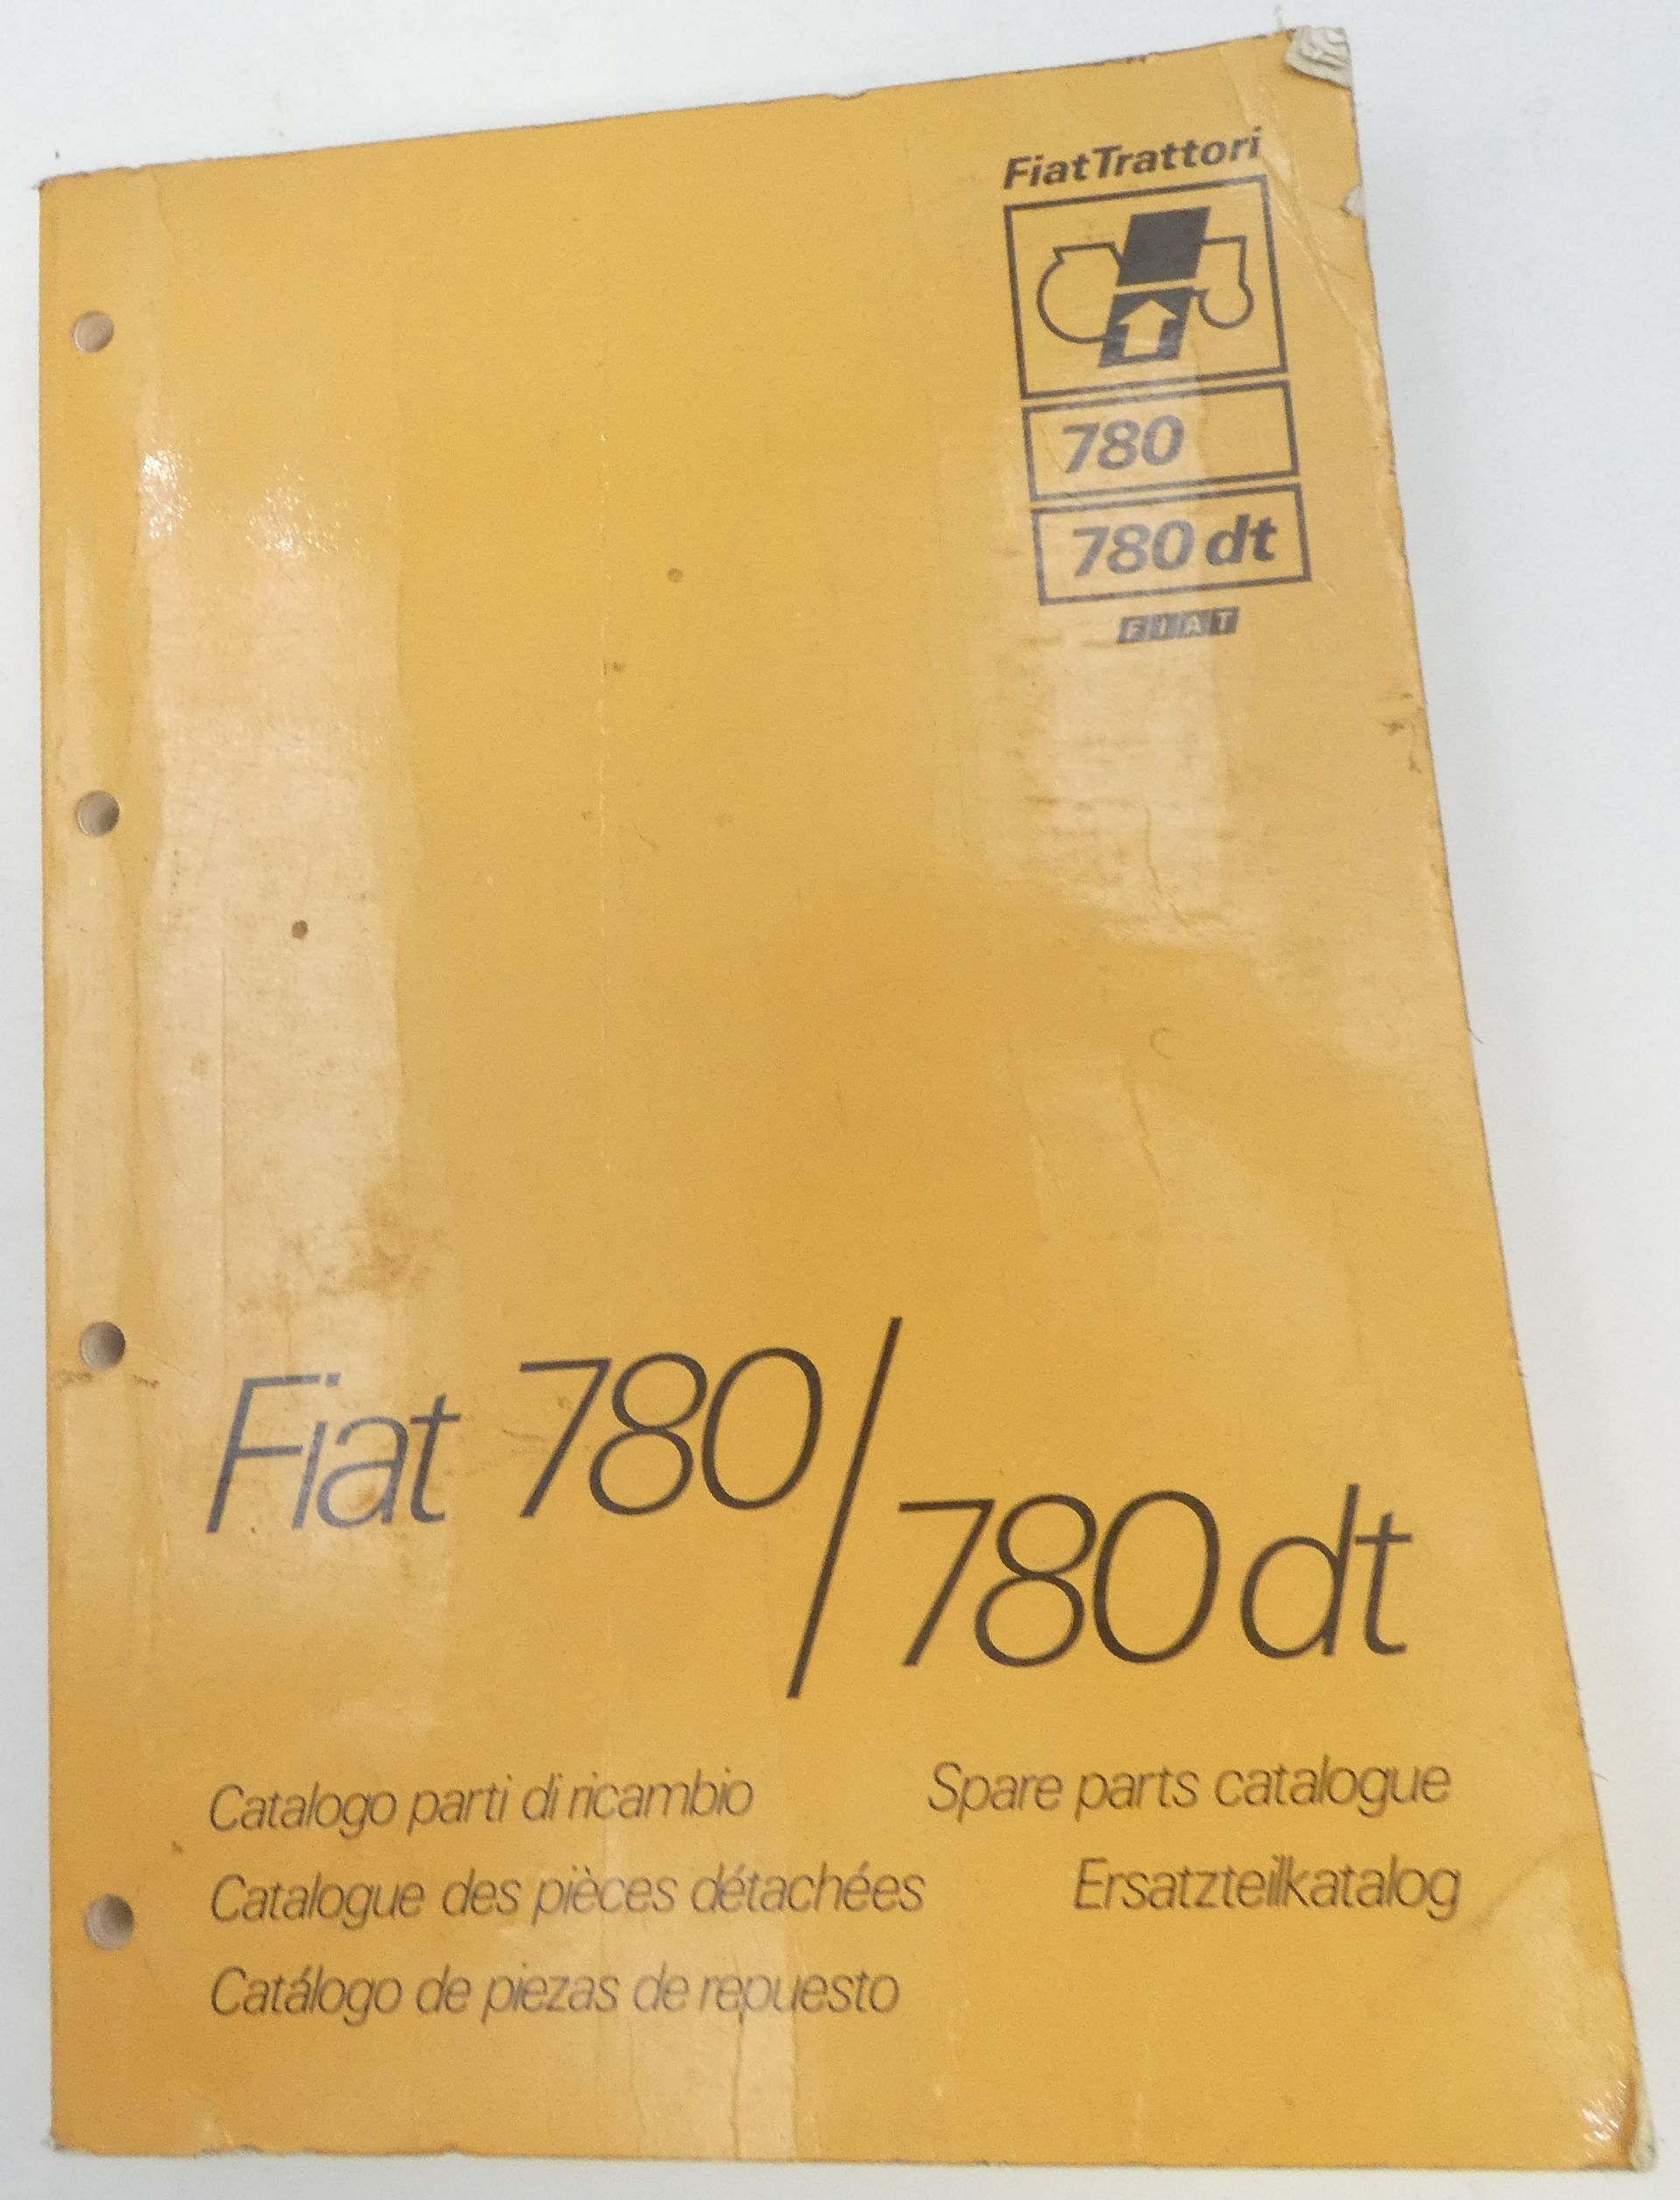 FiatTrattori
780
780 dt
FIAT
Fiat 780/780 dt
Catalogo parti di ricambio
Spare parts catalogue
Catalogue des pièces détachées
Ersatzteilkatalog
Catálogo de piezas de repuesto